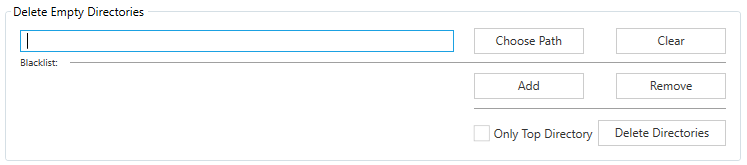 Delete Empty Directories
Choose Path
Clear
Blacklist:
Add
Remove
Only Top Directory
Delete Directories